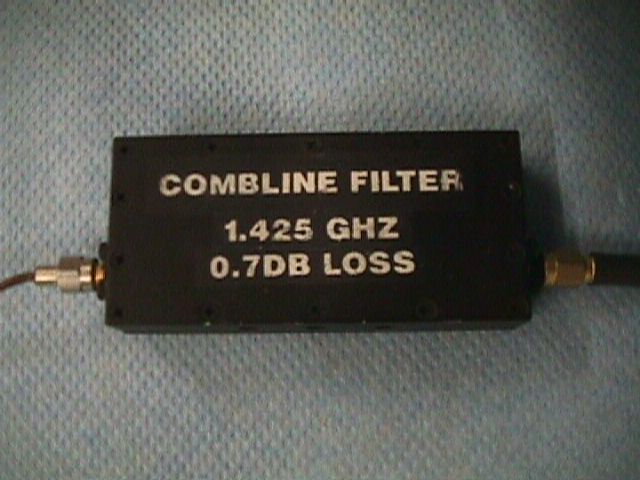 COMBLINE FILTER
1.425 GHZ
0.7DB LOSS